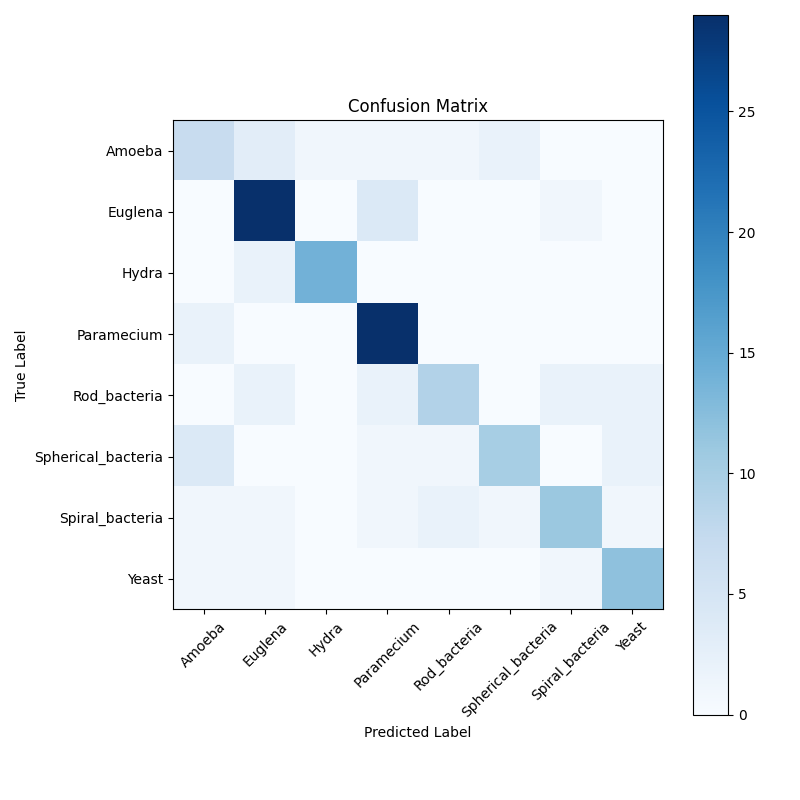 Confusion Matrix
Amoeba
Euglena
Hydra
Paramecium
Rod_bacteria
Spherical_bacteria
Spiral_bacteria
Yeast
True Label
Amoeba
Euglena
Hydra
Paramecium
Rod_bacteria
Spherical_bacteria
Spiral_bacteria
Yeast
Predicted Label
25
20
15
10
5
0